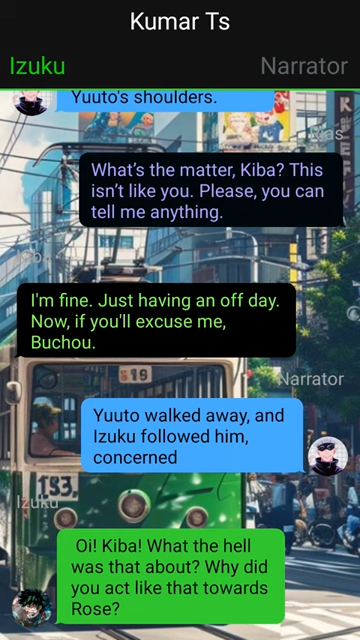 Kumar Ts
Izuku
Narrator
Yuuto's shoulders.
What's the matter, Kiba? This
isn't like you. Please, you can
tell me anything.
I'm fine. Just having an off day.
Now, if you'll excuse me,
Buchou.
Narrator
Yuuto walked away, and
Izuku followed him,
concerned
Izuku
Oi! Kiba! What the hell
was that about? Why did
you act like that towards
Rose?